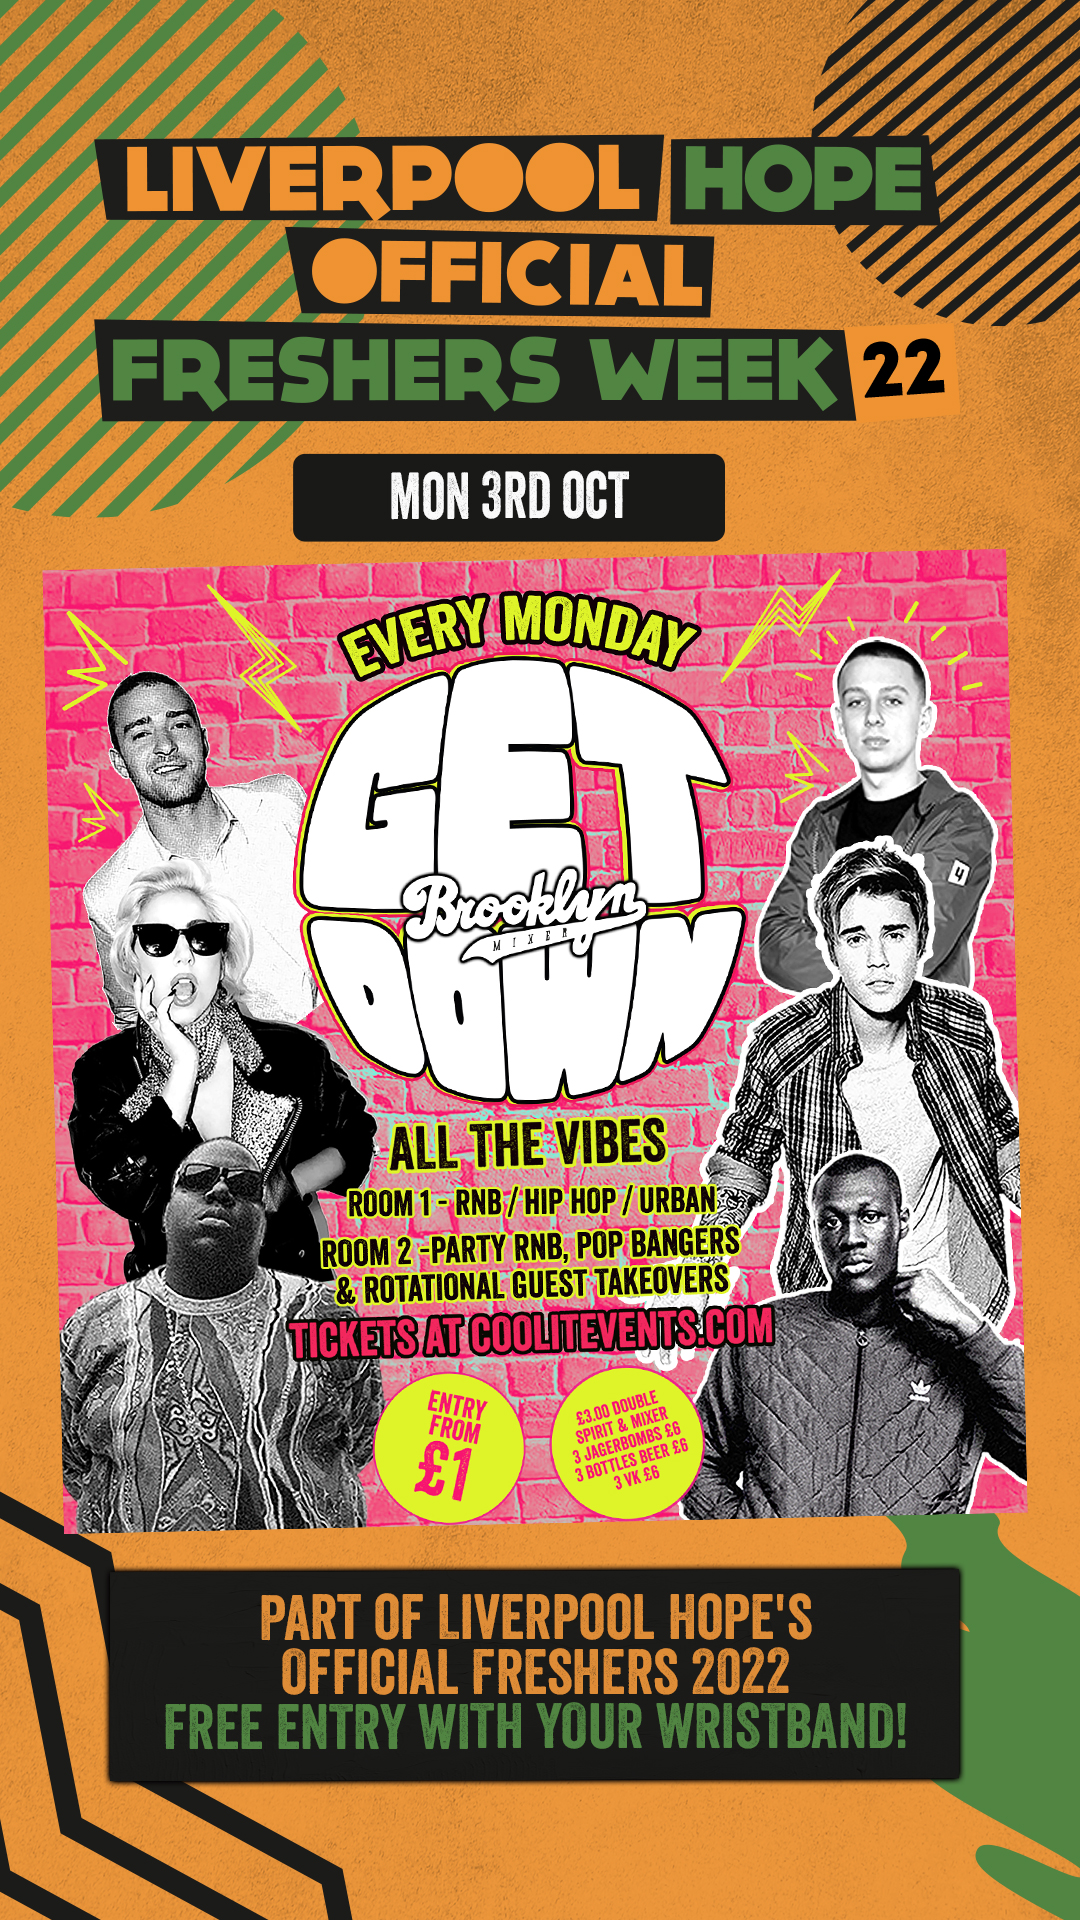 LIVERPOOL HOPE
OFFICIAL
FRESHERS WEEK 22
MON 3RD OCT
EVERY MONDAY
GET
Brooklyn
MIXER
DOWN
4
ALL THE VIBES
ROOM 1 - RNB / HIP HOP / URBAN
ROOM 2 -PARTY RNB, POP BANGERS
& ROTATIONAL GUEST TAKEOVERS
TICKETS AT COOLITEVENTS.COM
ENTRY
FROM
£1
£3.00 DOUBLE
SPIRIT & MIXER
3 JAGERBOMBS £6
3 BOTTLES BEER £6
3 VK £6
PART OF LIVERPOOL HOPE'S
OFFICIAL FRESHERS 2022
FREE ENTRY WITH YOUR WRISTBAND!